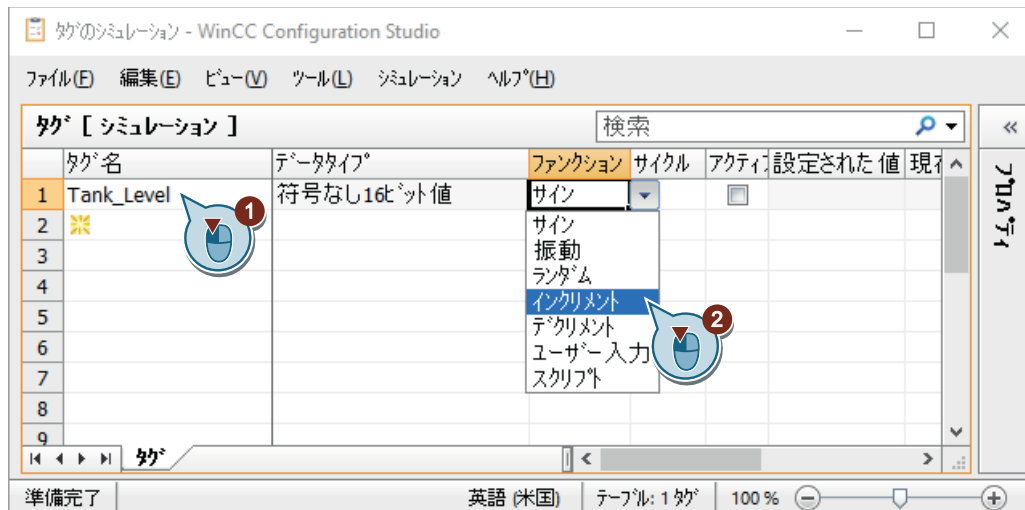 タグのシミュレーション - WinCC Configuration Studio
ファイル(F) 編集(E) ビュー(V) ツール(L) シミュレーション ヘルプ(H)
タグ [ シミュレーション ] 検索
タグ名 データタイプ ファンクション サイクル アクティブ 設定された値 現在
1 Tank_Level 符号なし16ビット値 サイン
1
2 サイン
3 振動
4 ランダム
インクリメント
5 デクリメント 2
6 ユーザー入力
7 スクリプト
8
9
タグ
プロパティ
準備完了 英語 (米国) テーブル: 1 タグ 100 %